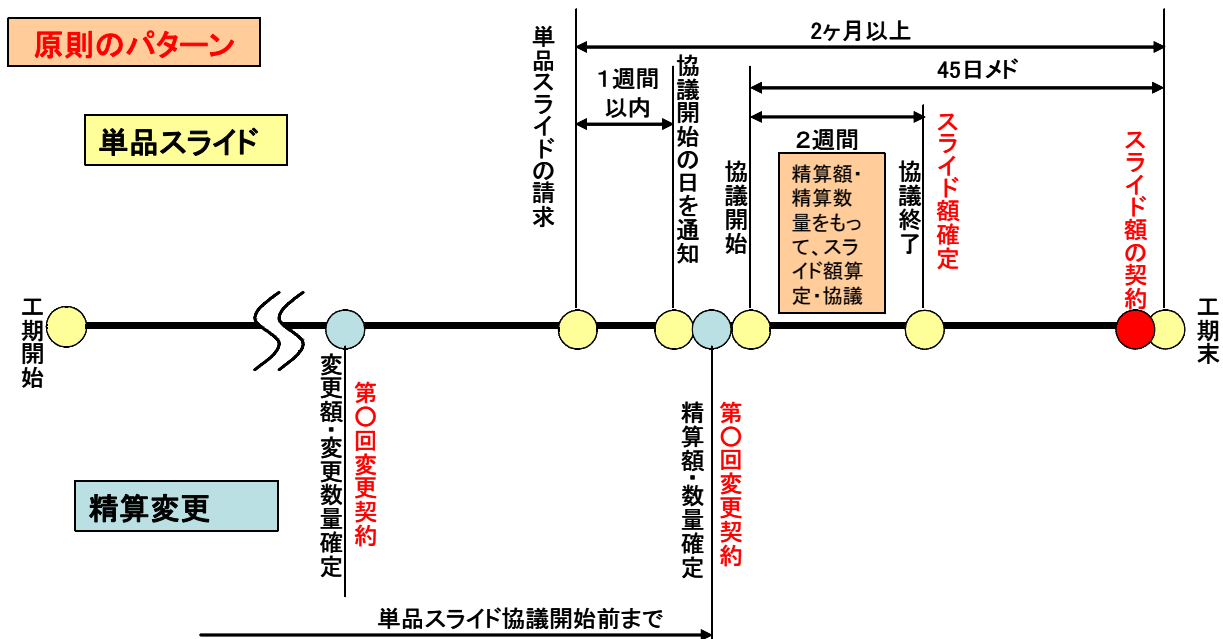 原則のパターン
単品スライド
2ヶ月以上
45日メド
1週間
以内
2週間
単品スライドの請求
協議開始の日を通知
協議開始
精算額・
精算数
量をもっ
て、スラ
イド額算
定・協議
協議終了
スライド額確定
スライド額の契約
工期開始
工期末
変更額・変更数量確定
第〇回変更契約
精算額・数量確定
第〇回変更契約
精算変更
単品スライド協議開始前まで